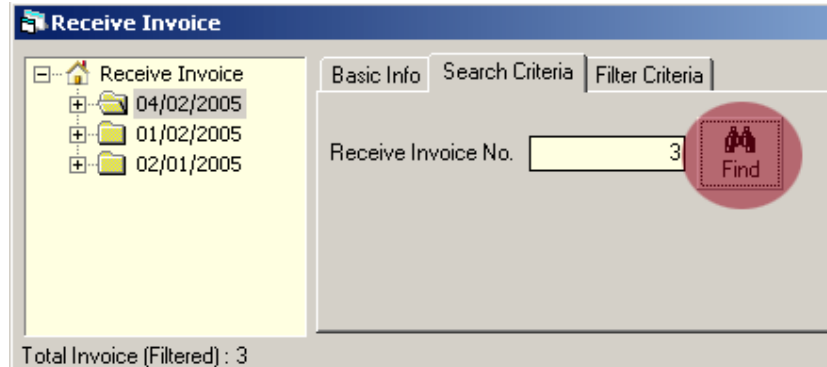 Receive Invoice
Receive Invoice
04/02/2005
01/02/2005
02/01/2005
Basic Info Search Criteria Filter Criteria
Receive Invoice No. 3
Find
Total Invoice (Filtered) : 3